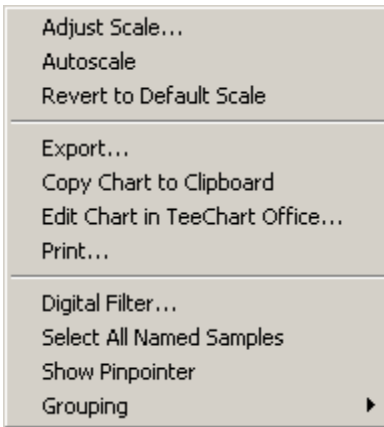 Adjust Scale...
Autoscale
Revert to Default Scale
Export...
Copy Chart to Clipboard
Edit Chart in TeeChart Office...
Print...
Digital Filter...
Select All Named Samples
Show Pinpointer
Grouping